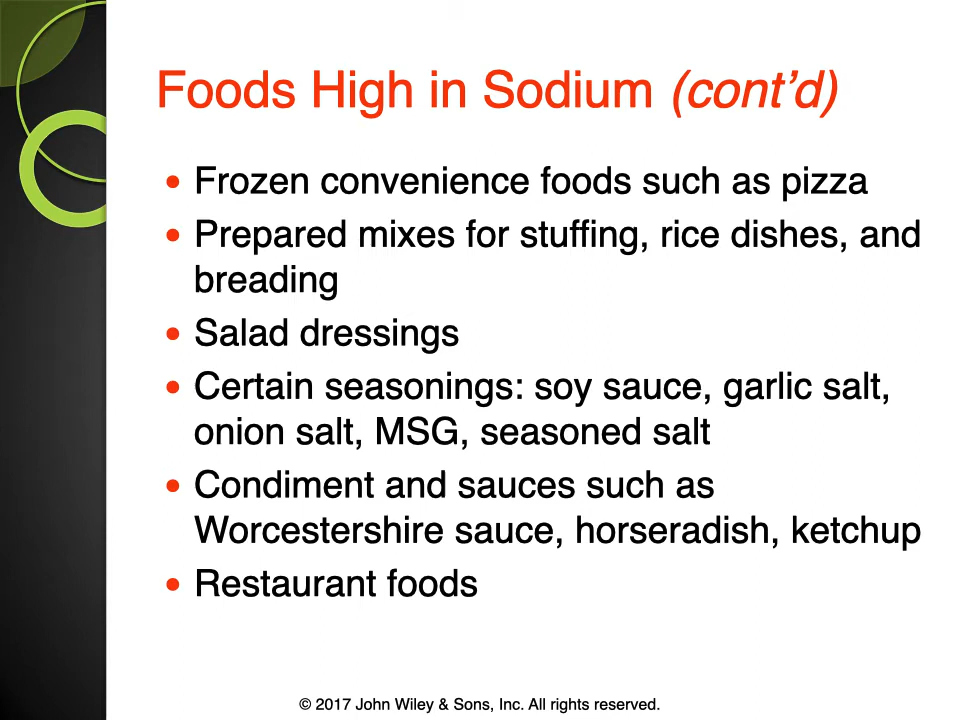 Foods High in Sodium (cont’d)
• Frozen convenience foods such as pizza
• Prepared mixes for stuffing, rice dishes, and
breading
• Salad dressings
• Certain seasonings: soy sauce, garlic salt,
onion salt, MSG, seasoned salt
• Condiment and sauces such as
Worcestershire sauce, horseradish, ketchup
• Restaurant foods
© 2017 John Wiley & Sons, Inc. All rights reserved.